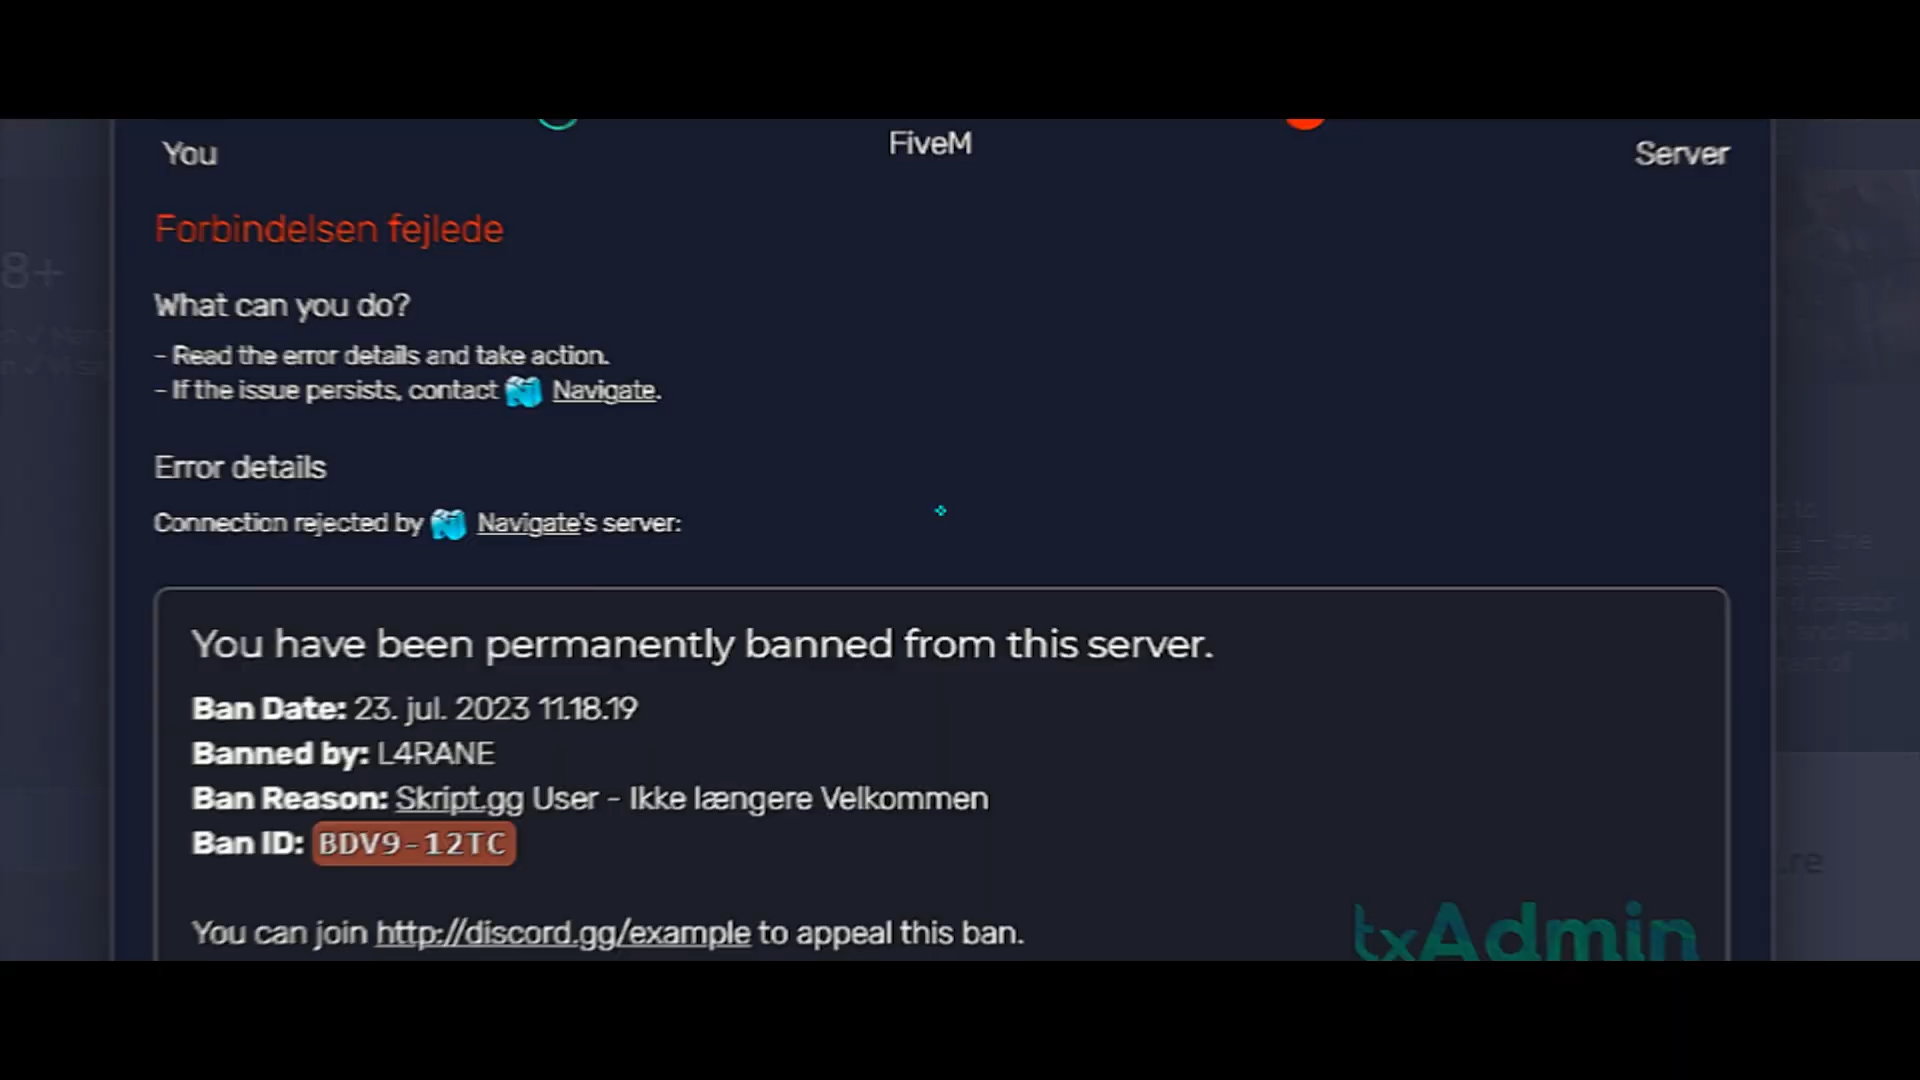 You
FiveM
Server
Forbindelsen fejlede
8+
What can you do?
- Read the error details and take action.
- If the issue persists, contact Navigate.
Error details
Connection rejected by Navigate's server:
You have been permanently banned from this server.
Ban Date: 23. jul. 2023 11.18.19
Banned by: L4RANE
Ban Reason: Skript.gg User - Ikke længere Velkommen
Ban ID: BDV9-12TC
You can join http://discord.gg/example to appeal this ban.
txAdmin